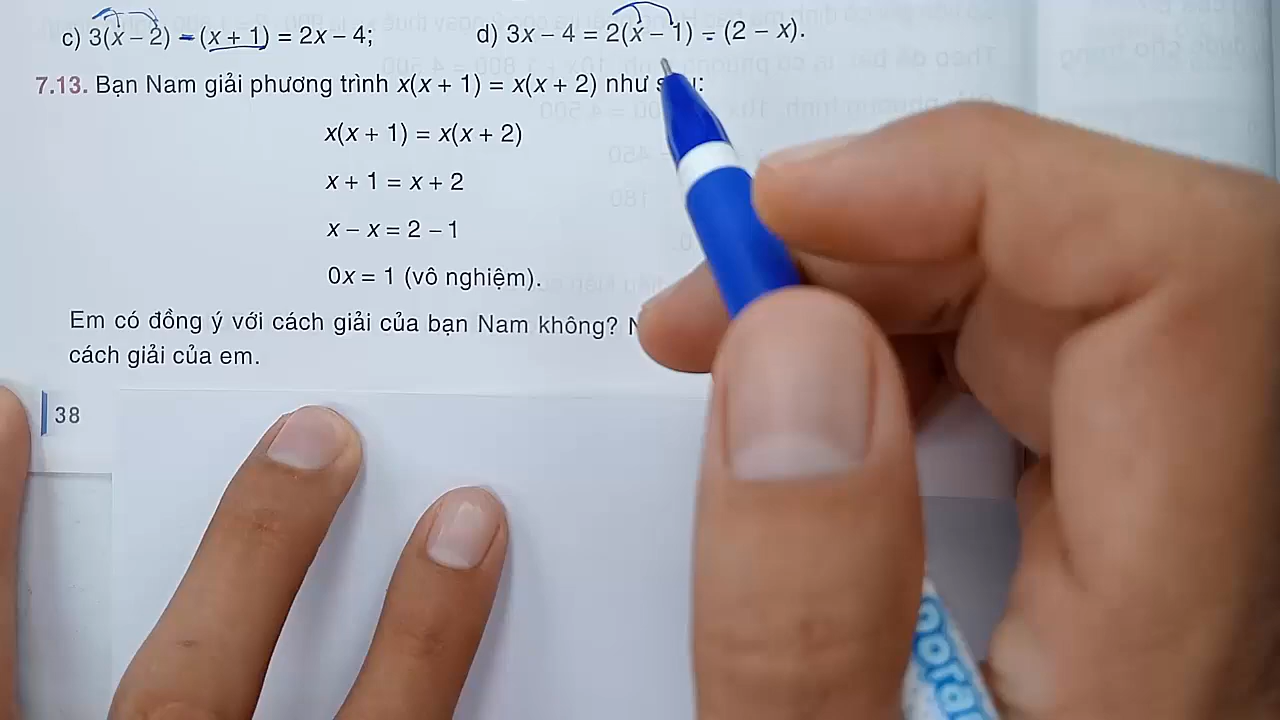 c) 3(x – 2) – (x + 1) = 2x – 4; d) 3x – 4 = 2(x – 1) – (2 – x).
7.13. Bạn Nam giải phương trình x(x + 1) = x(x + 2) như
x(x + 1) = x(x + 2)
x + 1 = x + 2
x – x = 2 – 1
0x = 1 (vô nghiệm).
Em có đồng ý với cách giải của bạn Nam không?
cách giải của em.
38